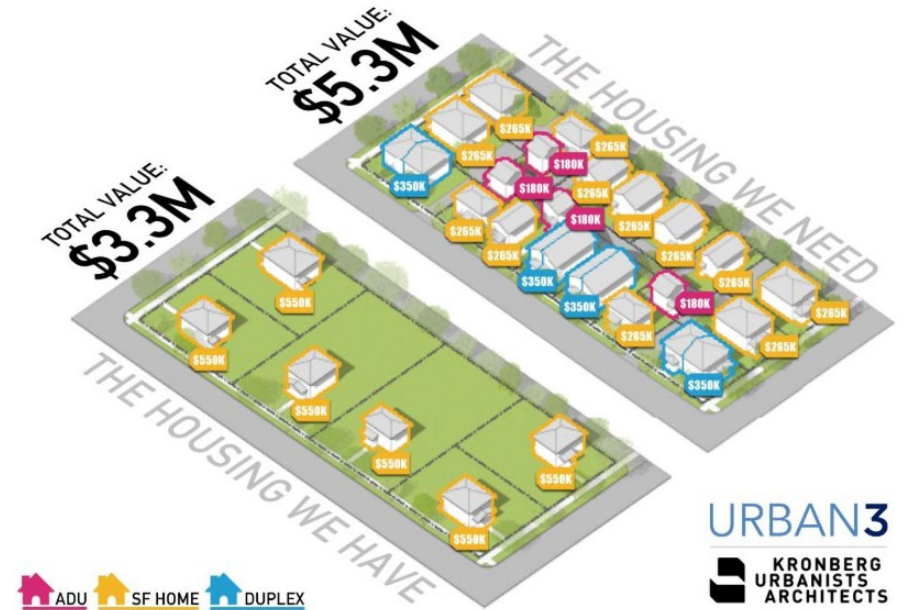 TOTAL VALUE:
$5.3M
THE HOUSING WE NEED
$265K
$265K
$265K
$180K
$350K
$180K
$265K
$180K
$265K
$265K
$265K
$265K
$350K
$265K
$350K
$180K
$265K
$265K
$265K
$350K
TOTAL VALUE:
$3.3M
$550K
$550K
$550K
$550K
$550K
$550K
THE HOUSING WE HAVE
ADU
SF HOME
DUPLEX
URBAN3
KRONBERG
URBANISTS
ARCHITECTS